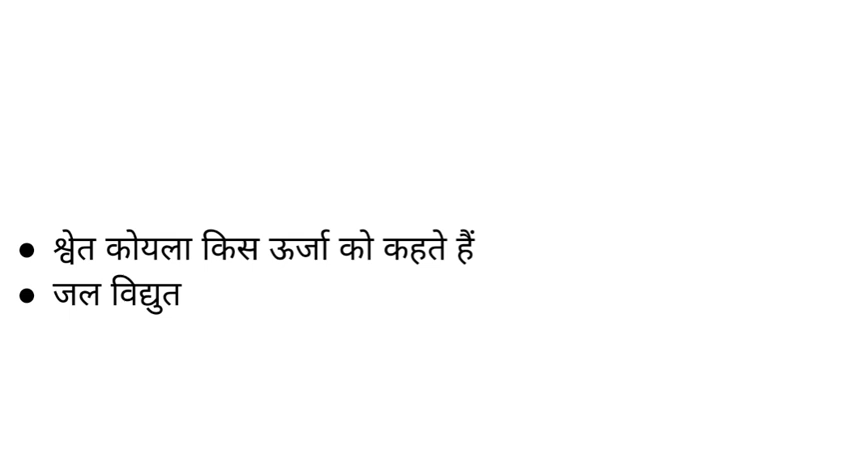 ● श्वेत कोयला किस ऊर्जा को कहते हैं
● जल विद्युत